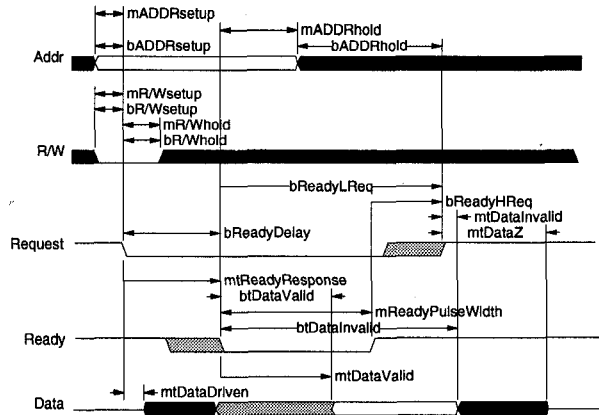 mADDRsetup
mADDRhold
bADDRsetup
bADDRhold
Addr
mR/Wsetup
bR/Wsetup
mR/Whold
bR/Whold
R/W
bReadyLReq
bReadyHReq
mtDataInvalid
bReadyDelay
mtDataZ
Request
mtReadyResponse
btDataValid
mReadyPulseWidth
btDataInvalid
Ready
mtDataValid
mtDataDriven
Data